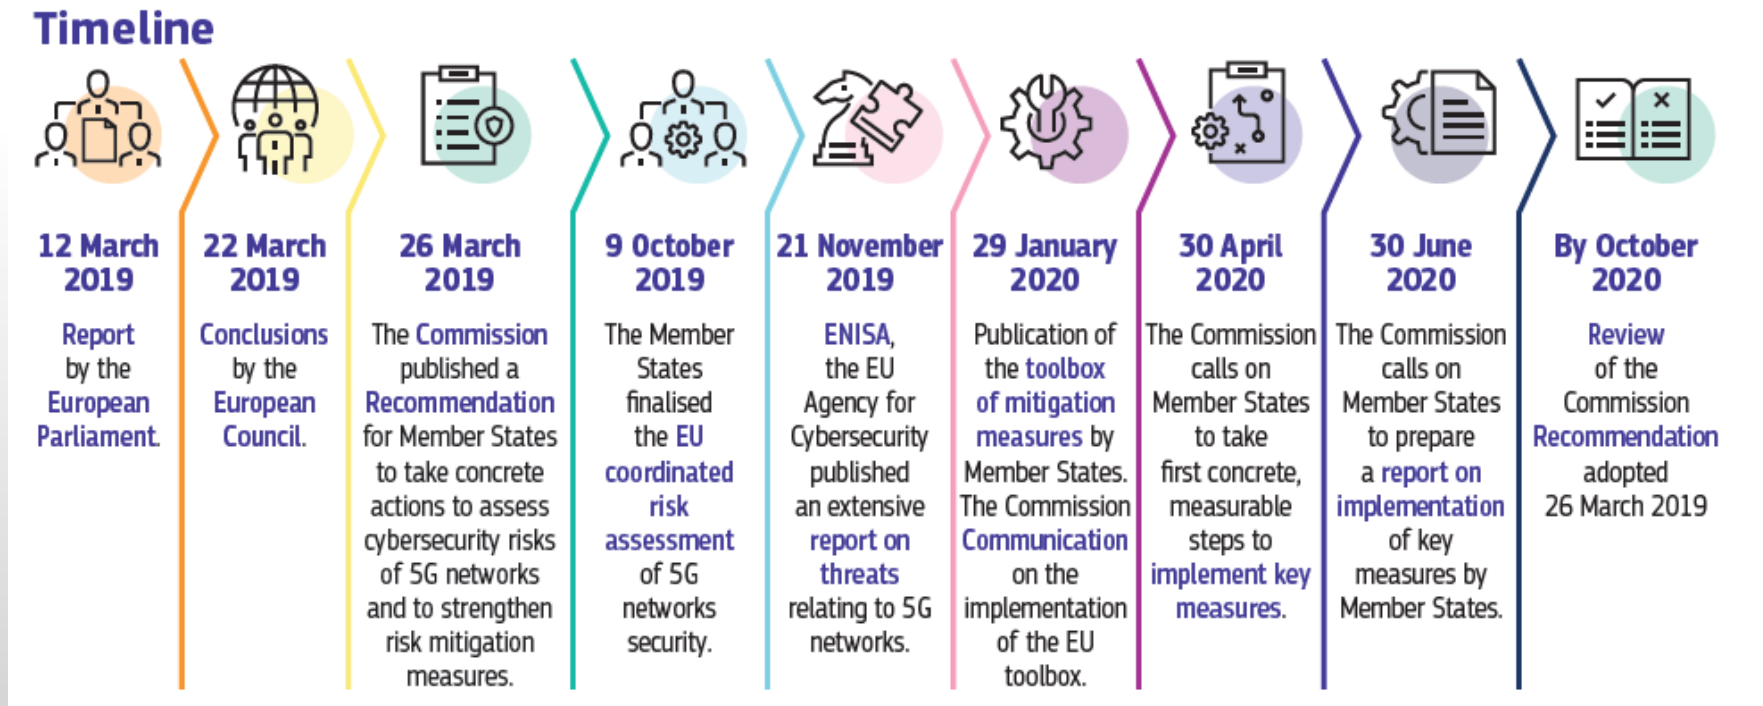 Timeline
12 March
2019
Report
by the
European
Parliament.
22 March
2019
Conclusions
by the
European
Council.
26 March
2019
The Commission
published a
Recommendation
for Member States
to take concrete
actions to assess
cybersecurity risks
of 5G networks
and to strengthen
risk mitigation
measures.
9 October
2019
The Member
States
finalised
the EU
coordinated
risk
assessment
of 5G
networks
security.
21 November
2019
ENISA,
the EU
Agency for
Cybersecurity
published
an extensive
report on
threats
relating to 5G
networks.
29 January
2020
Publication of
the toolbox
of mitigation
measures by
Member States.
The Commission
Communication
on the
implementation
of the EU
toolbox.
30 April
2020
The Commission
calls on
Member States
to take
first concrete,
measurable
steps to
implement key
measures.
30 June
2020
The Commission
calls on
Member States
to prepare
a report on
implementation
of key
measures by
Member States.
By October
2020
Review
of the
Commission
Recommendation
adopted
26 March 2019